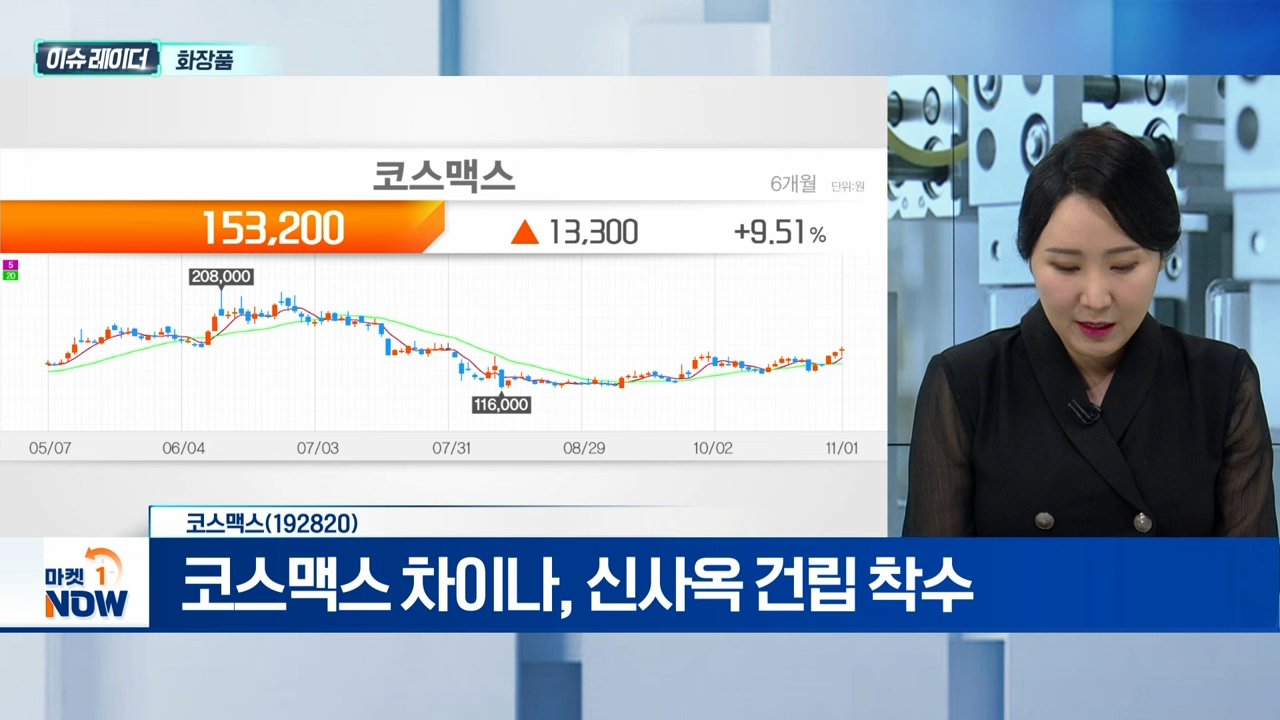 이슈레이더 화장품
코스맥스
6개월 단위:원
153,200 ▲ 13,300 +9.51%
5
20
208,000
116,000
05/07 06/04 07/03 07/31 08/29 10/02 11/01
코스맥스(192820)
마켓 1
NOW
코스맥스 차이나, 신사옥 건립 착수